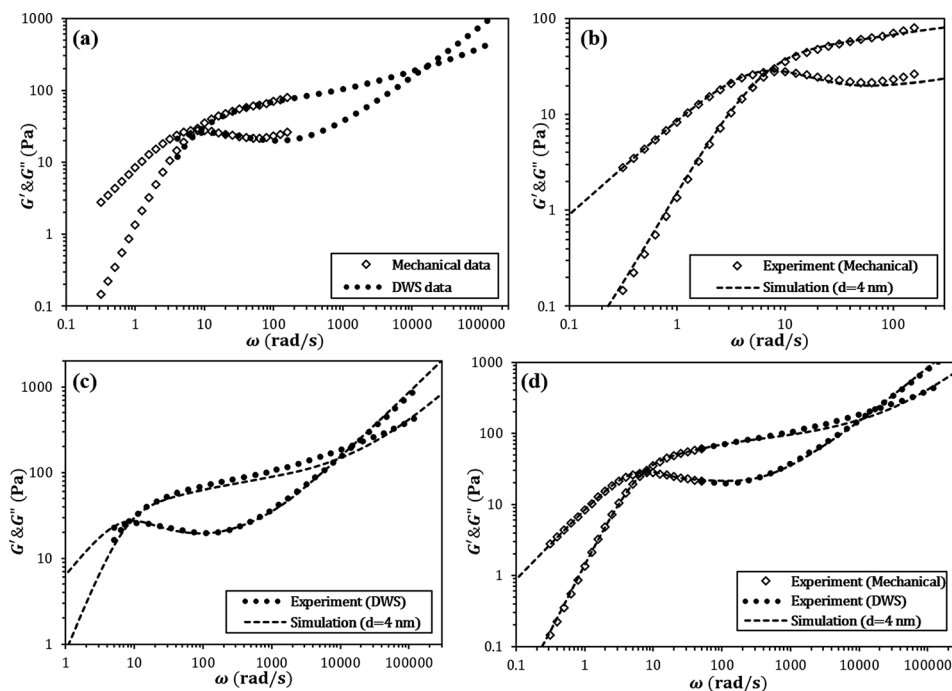 (a)
1000
100
10
1
0.1
G′ & G″ (Pa)
0.1 1 10 100 1000 10000 100000
ω (rad/s)
Mechanical data
DWS data
(b)
100
10
1
0.1
G′ & G″ (Pa)
0.1 1 10 100
ω (rad/s)
Experiment (Mechanical)
Simulation (d=4 nm)
(c)
1000
100
10
1
G′ & G″ (Pa)
1 10 100 1000 10000 100000
ω (rad/s)
Experiment (DWS)
Simulation (d=4 nm)
(d)
1000
100
10
1
0.1
G′ & G″ (Pa)
0.1 1 10 100 1000 10000 100000
ω (rad/s)
Experiment (Mechanical)
Experiment (DWS)
Simulation (d=4 nm)